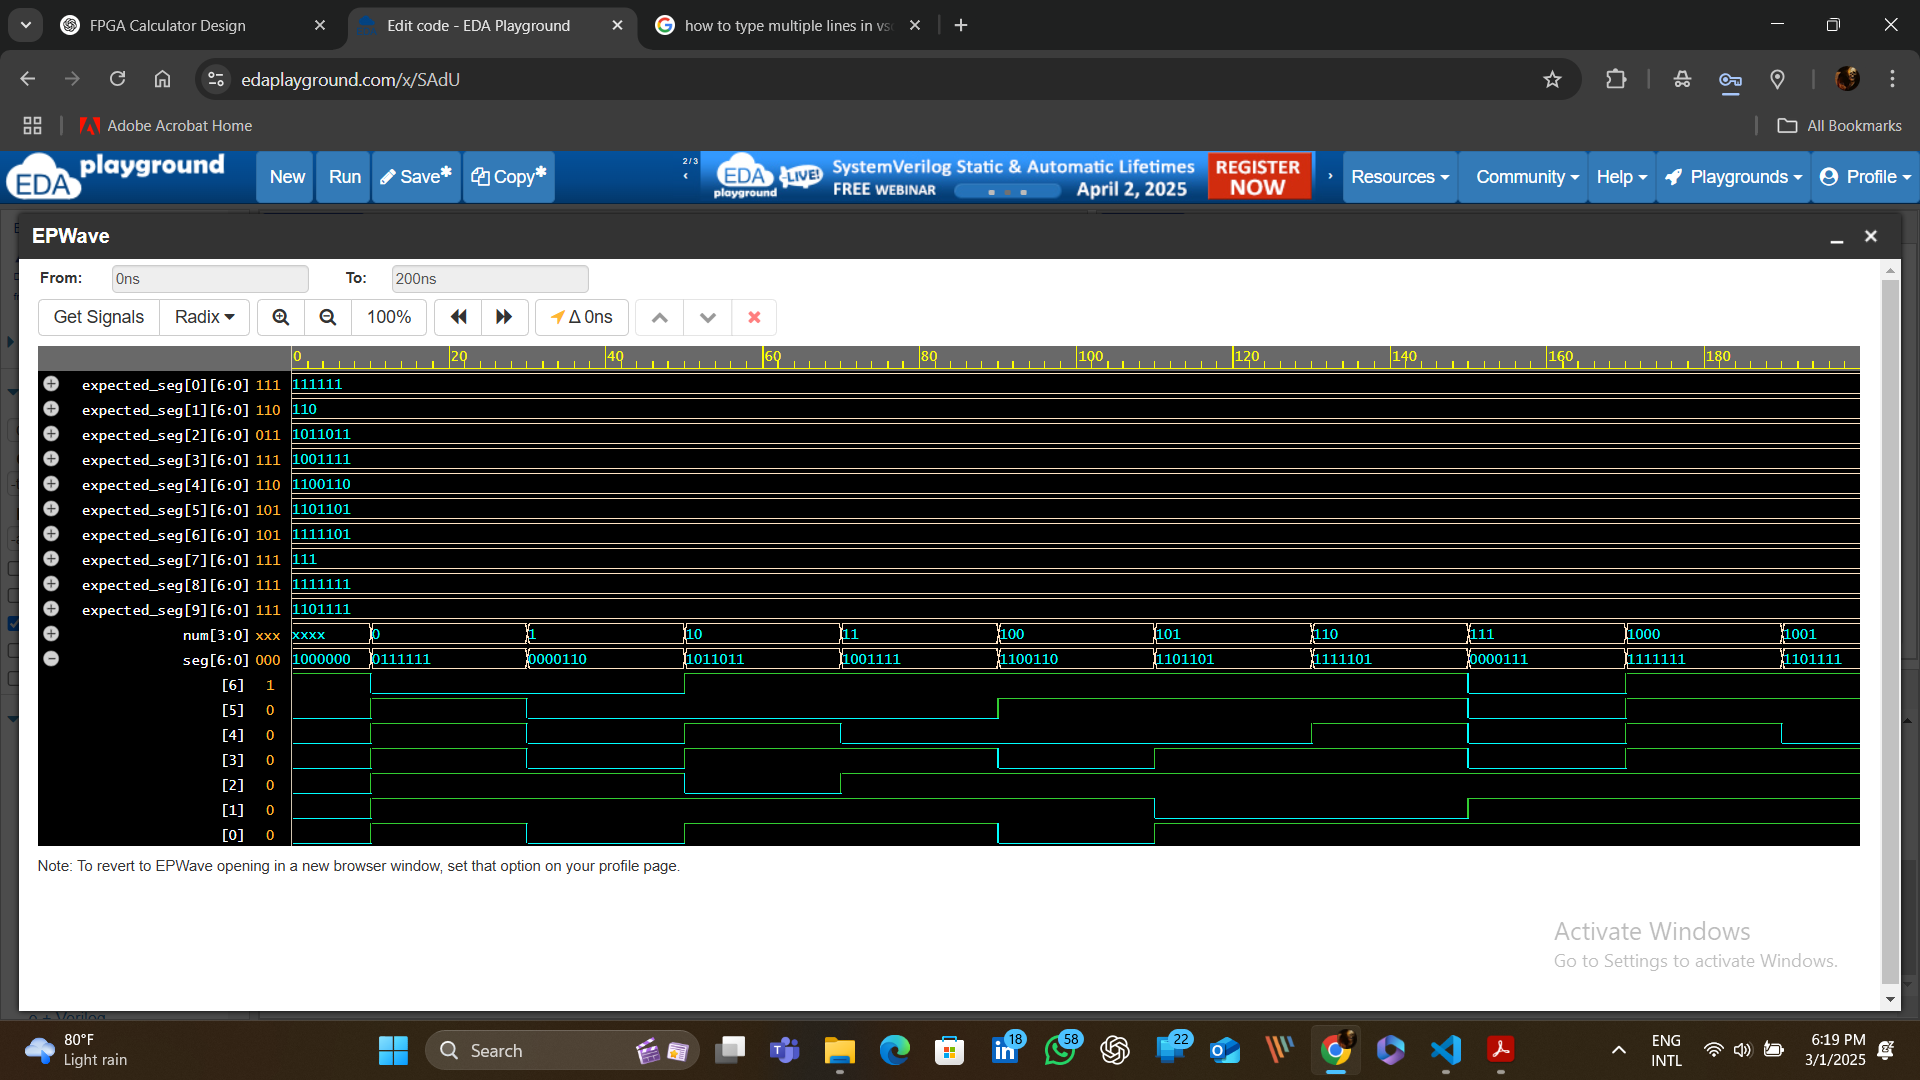 FPGA Calculator Design
Edit code - EDA Playground
how to type multiple lines in vs
edaplayground.com/x/SAdU
Adobe Acrobat Home
All Bookmarks
EDA playground
New
Run
Save*
Copy*
2/3
EDA playground LIVE!
SystemVerilog Static & Automatic Lifetimes
FREE WEBINAR
April 2, 2025
REGISTER NOW
Resources
Community
Help
Playgrounds
Profile
EPWave
From: 0ns To: 200ns
Get Signals Radix 100% Δ 0ns
0 20 40 60 80 100 120 140 160 180
expected_seg[0][6:0] 111 111111
expected_seg[1][6:0] 110 110
expected_seg[2][6:0] 011 1011011
expected_seg[3][6:0] 111 1001111
expected_seg[4][6:0] 110 1100110
expected_seg[5][6:0] 101 1101101
expected_seg[6][6:0] 101 1111101
expected_seg[7][6:0] 111 111
expected_seg[8][6:0] 111 1111111
expected_seg[9][6:0] 111 1101111
num[3:0] xxx xxxx 0 1 10 11 100 101 110 111 1000 1001
seg[6:0] 000 1000000 0111111 0000110 1011011 1001111 1100110 1101101 1111101 0000111 1111111 1101111
[6] 1
[5] 0
[4] 0
[3] 0
[2] 0
[1] 0
[0] 0
Note: To revert to EPWave opening in a new browser window, set that option on your profile page.
Activate Windows
Go to Settings to activate Windows.
80°F
Light rain
Search
18
58
22
ENG
INTL
6:19 PM
3/1/2025